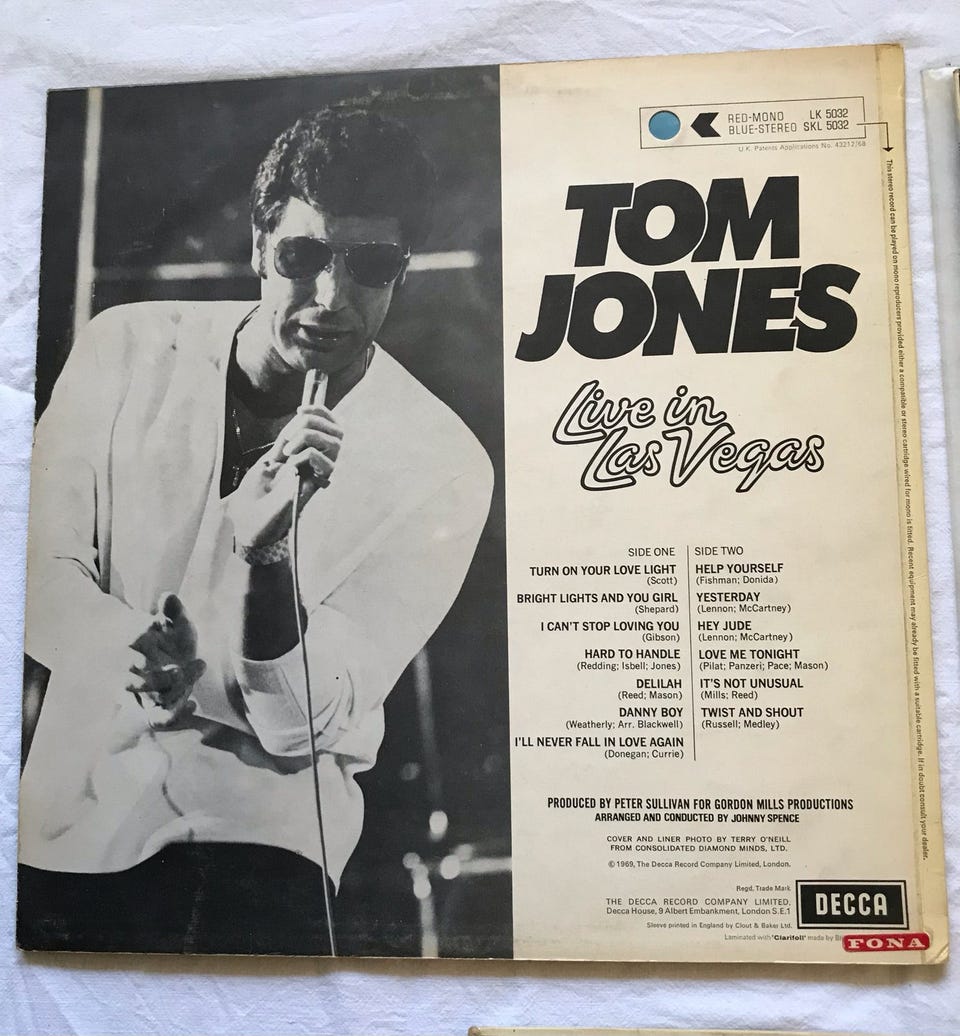 RED-MONO LK 5032
BLUE-STEREO SKL 5032
U.K. Patents Applications No. 43212/68
This stereo record can be played on mono reproducers provided either a compatible or stereo cartridge wired for mono is fitted. Recent equipment may already be fitted with a suitable cartridge. If in doubt consult your dealer.
TOM
JONES
Live in
Las Vegas
SIDE ONE
TURN ON YOUR LOVE LIGHT
(Scott)
BRIGHT LIGHTS AND YOU GIRL
(Shepard)
I CAN'T STOP LOVING YOU
(Gibson)
HARD TO HANDLE
(Redding; Isbell; Jones)
DELILAH
(Reed; Mason)
DANNY BOY
(Weatherly; Arr. Blackwell)
I'LL NEVER FALL IN LOVE AGAIN
(Donegan; Currie)
SIDE TWO
HELP YOURSELF
(Fishman; Donida)
YESTERDAY
(Lennon; McCartney)
HEY JUDE
(Lennon; McCartney)
LOVE ME TONIGHT
(Pilat; Panzeri; Pace; Mason)
IT'S NOT UNUSUAL
(Mills; Reed)
TWIST AND SHOUT
(Russell; Medley)
PRODUCED BY PETER SULLIVAN FOR GORDON MILLS PRODUCTIONS
ARRANGED AND CONDUCTED BY JOHNNY SPENCE
COVER AND LINER PHOTO BY TERRY O'NEILL
FROM CONSOLIDATED DIAMOND MINDS, LTD.
© 1969, The Decca Record Company Limited, London.
Regd. Trade Mark
THE DECCA RECORD COMPANY LIMITED,
Decca House, 9 Albert Embankment, London S.E.1
DECCA
Sleeve printed in England by Clout & Baker Ltd.
Laminated with 'Clarifoil' made by
FONA